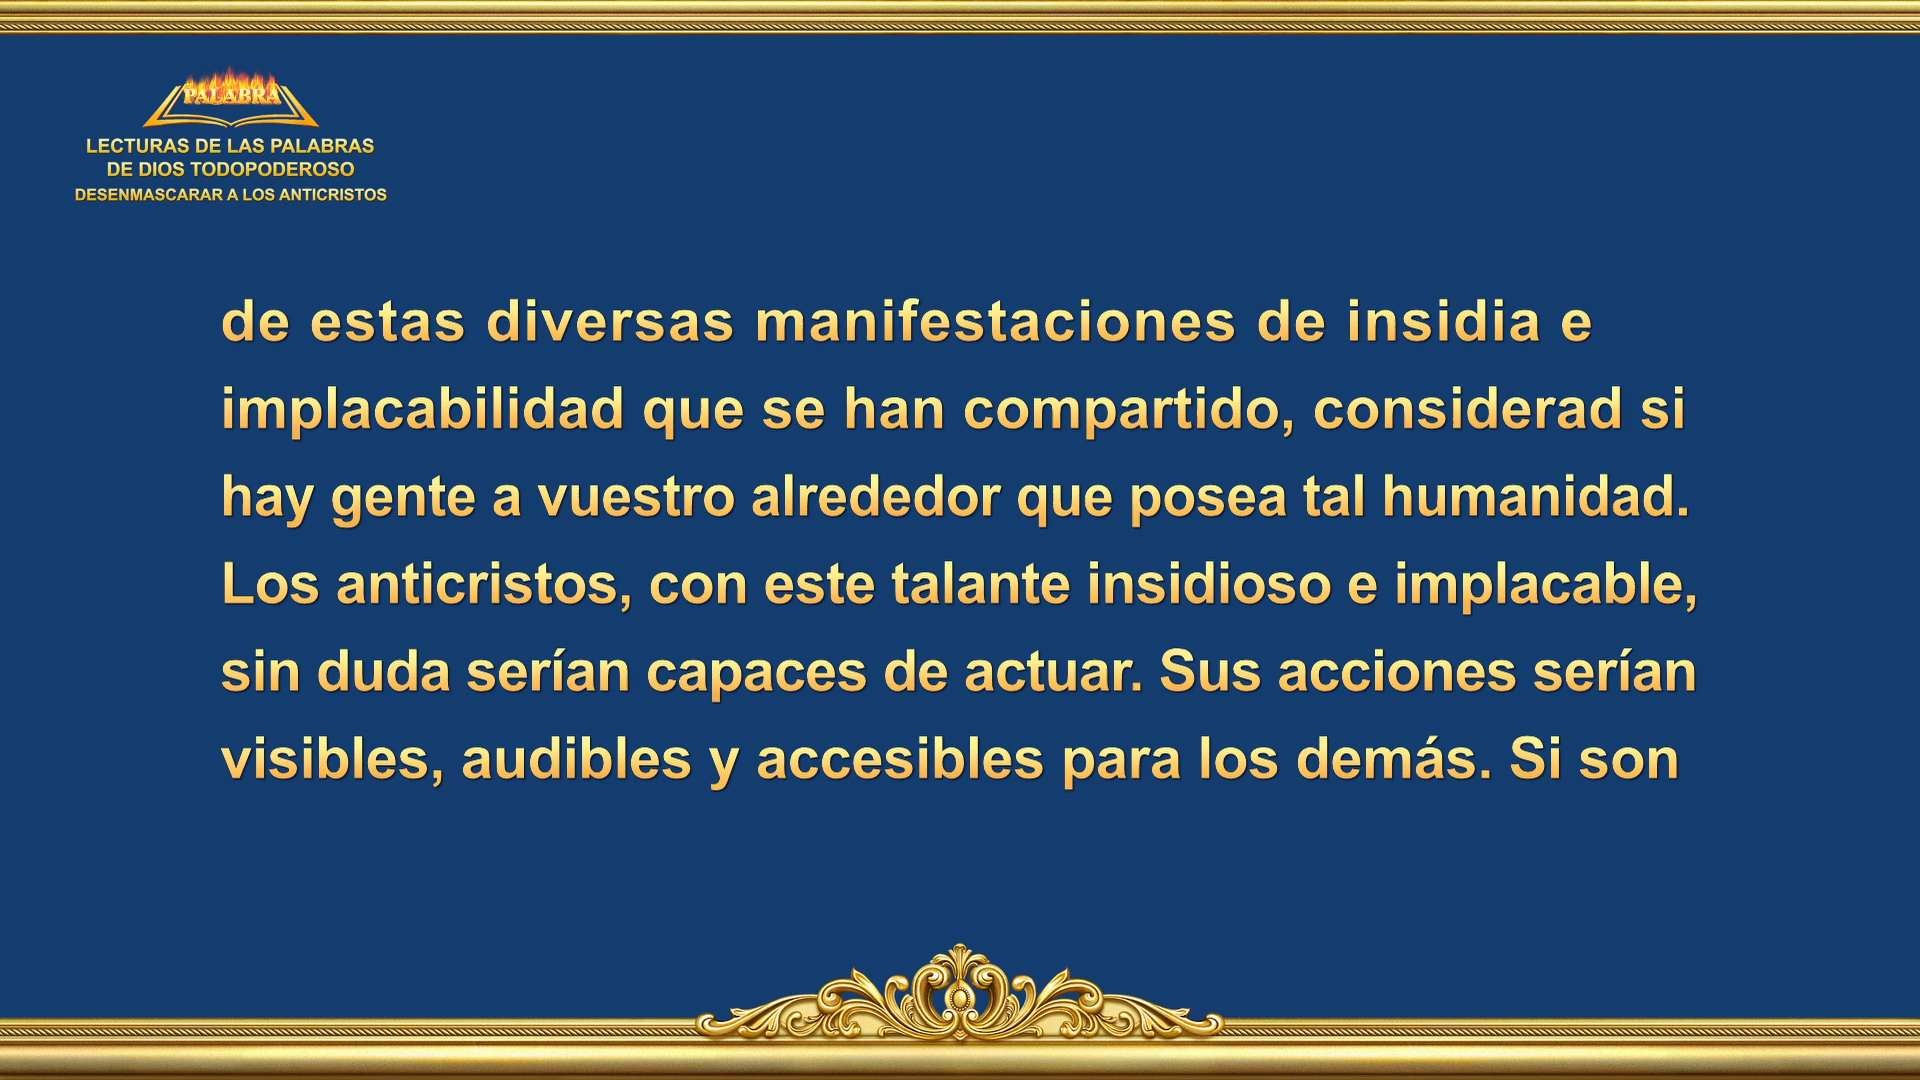 PALABRA
LECTURAS DE LAS PALABRAS
DE DIOS TODOPODEROSO
DESENMASCARAR A LOS ANTICRISTOS
de estas diversas manifestaciones de insidia e
implacabilidad que se han compartido, considerad si
hay gente a vuestro alrededor que posea tal humanidad.
Los anticristos, con este talante insidioso e implacable,
sin duda serían capaces de actuar. Sus acciones serían
visibles, audibles y accesibles para los demás. Si son